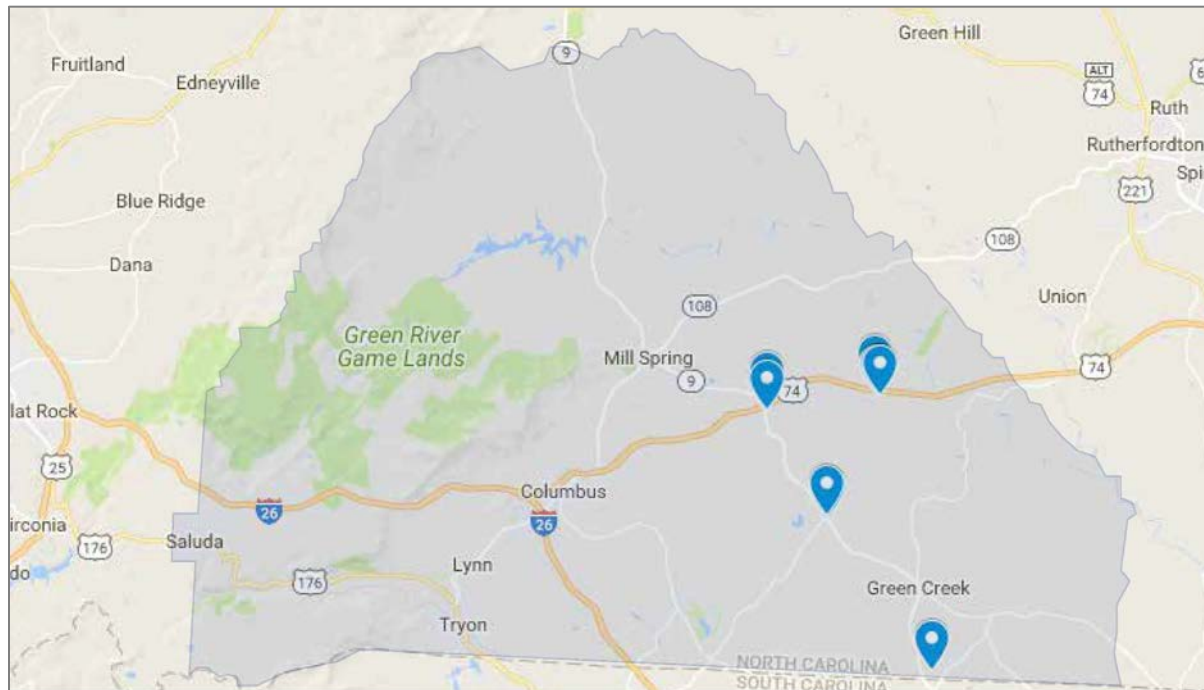 9
Green Hill
Fruitland
Edneyville
ALT
74
6
Ruth
Rutherfordton
221
Blue Ridge
108
Dana
Union
108
Green River
Game Lands
Mill Spring
9
74
74
lat Rock
25
Columbus
26
26
irconia
176
Saluda
do
Lynn
176
Green Creek
Tryon
NORTH CAROLINA
SOUTH CAROLINA